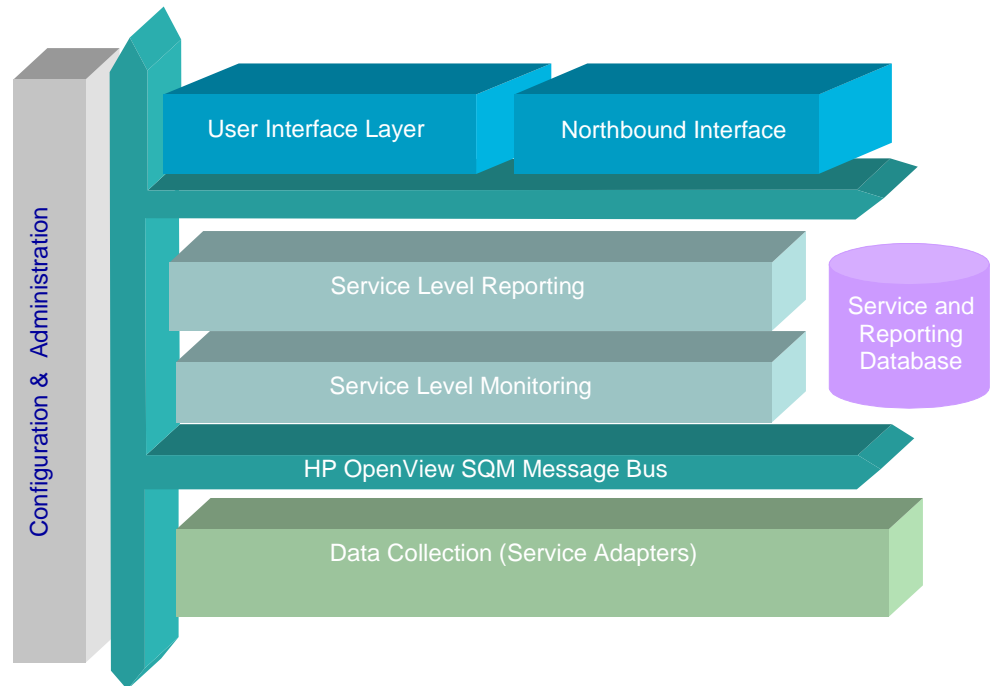 User Interface Layer
Northbound Interface
Configuration & Administration
Service Level Reporting
Service and
Reporting
Database
Service Level Monitoring
HP OpenView SQM Message Bus
Data Collection (Service Adapters)